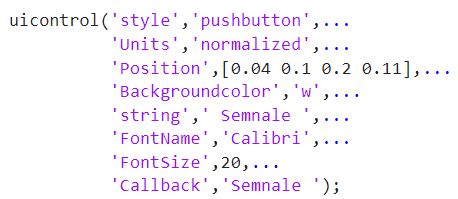 uicontrol('style','pushbutton',...
'Units','normalized',...
'Position',[0.04 0.1 0.2 0.11],...
'Backgroundcolor','w',...
'string',' Semnale ',...
'FontName','Calibri',...
'FontSize',20,...
'Callback','Semnale ');